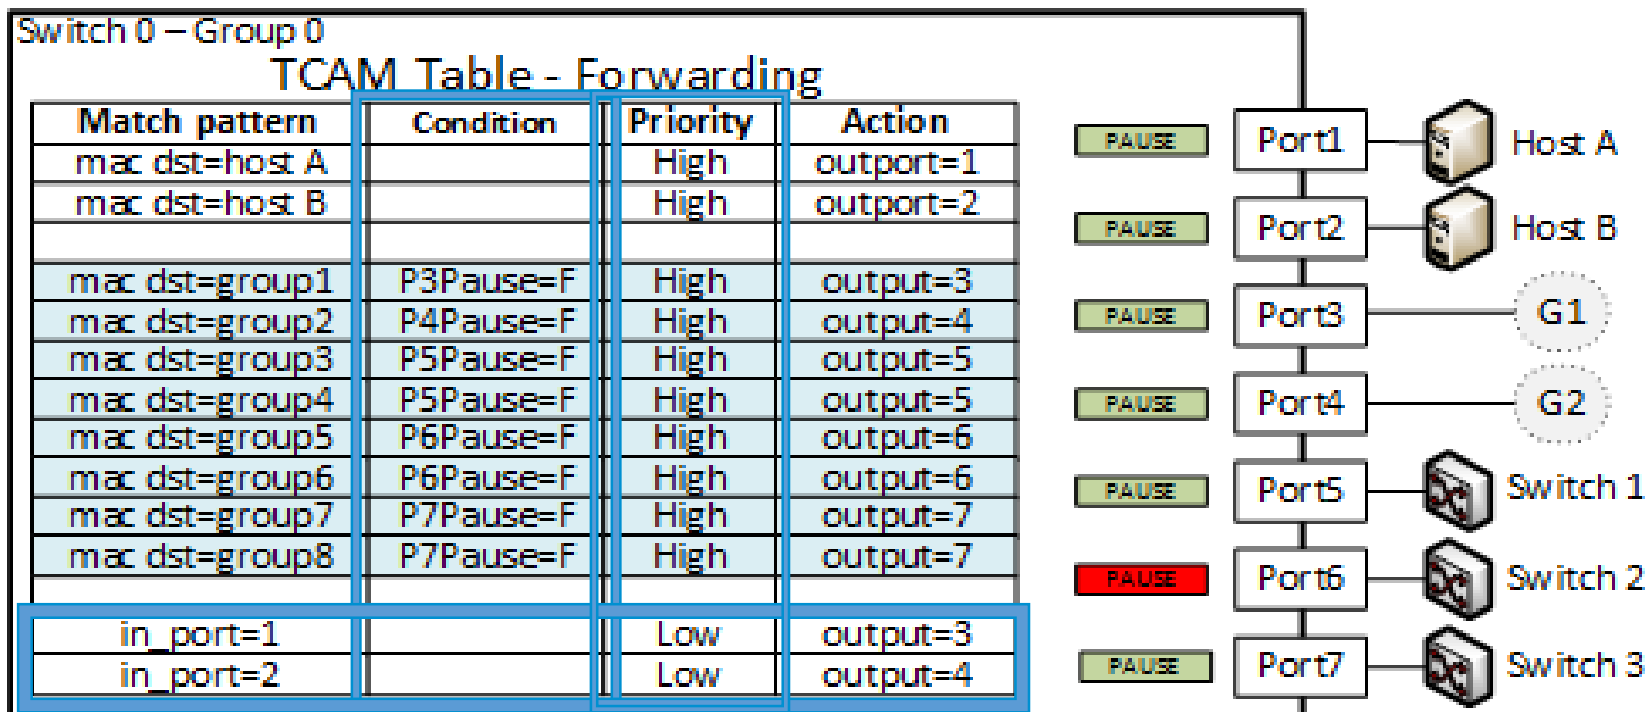 Switch 0 – Group 0
TCAM Table - Forwarding
Match pattern Condition Priority Action
mac dst=host A High outport=1
mac dst=host B High outport=2
mac dst=group1 P3Pause=F High output=3
mac dst=group2 P4Pause=F High output=4
mac dst=group3 P5Pause=F High output=5
mac dst=group4 P5Pause=F High output=5
mac dst=group5 P6Pause=F High output=6
mac dst=group6 P6Pause=F High output=6
mac dst=group7 P7Pause=F High output=7
mac dst=group8 P7Pause=F High output=7
in_port=1 Low output=3
in_port=2 Low output=4
PAUSE Port1 Host A
PAUSE Port2 Host B
PAUSE Port3 G1
PAUSE Port4 G2
PAUSE Port5 Switch 1
PAUSE Port6 Switch 2
PAUSE Port7 Switch 3